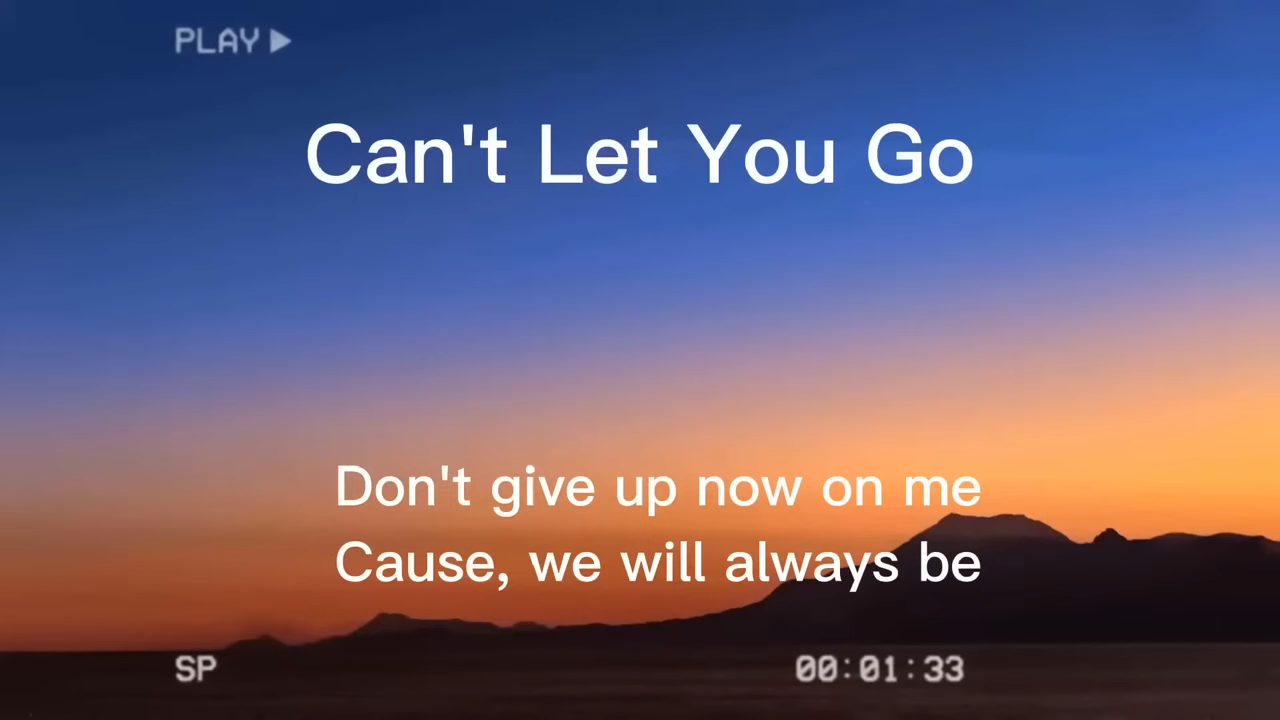 PLAY ▶
Can't Let You Go
Don't give up now on me
Cause, we will always be
SP
00:01:33